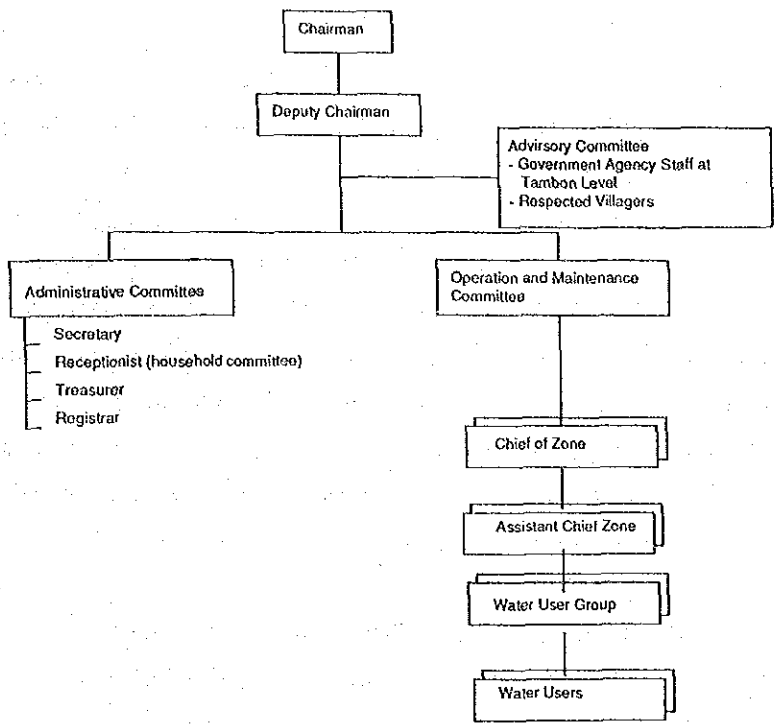 Chairman
Deputy Chairman
Advirsory Committee
- Government Agency Staff at
Tambon Level
- Respected Villagers
Administrative Committee
Operation and Maintenance
Committee
Secretary
Receptionist (household committee)
Treasurer
Registrar
Chief of Zone
Assistant Chief Zone
Water User Group
Water Users